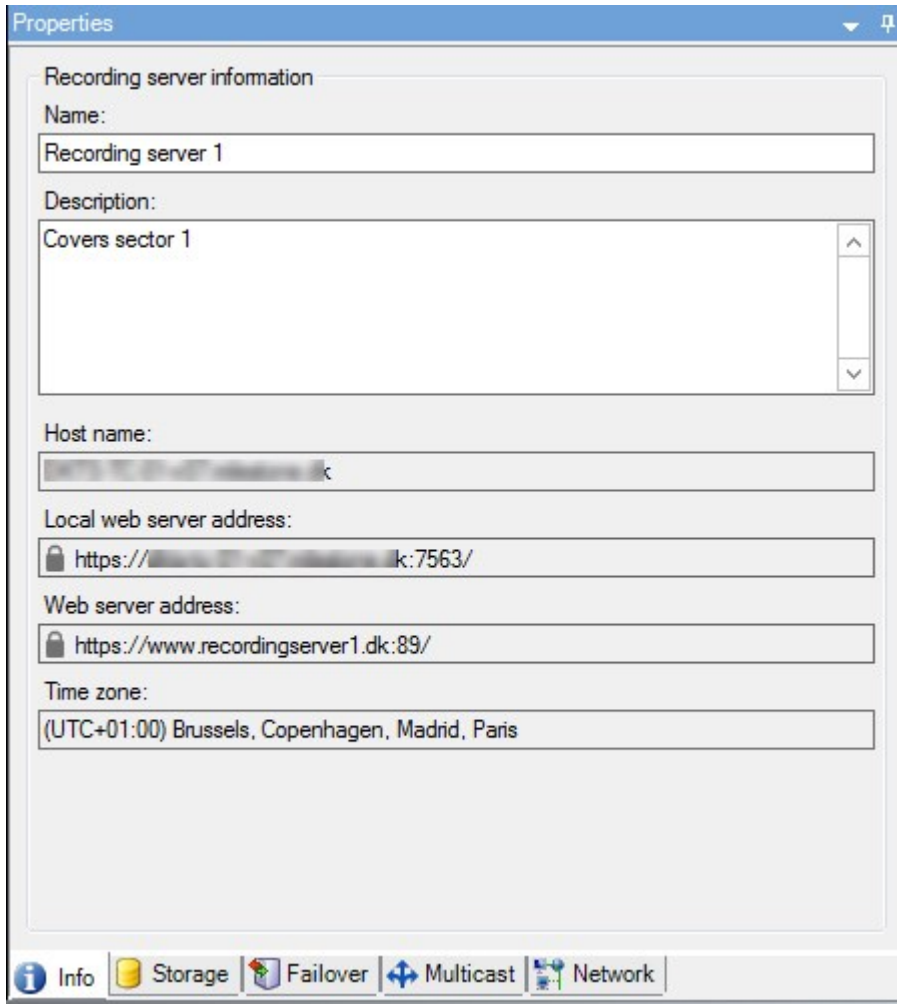 Properties
Recording server information
Name:
Recording server 1
Description:
Covers sector 1
Host name:
Local web server address:
https:// k:7563/
Web server address:
https://www.recordingserver1.dk:89/
Time zone:
(UTC+01:00) Brussels, Copenhagen, Madrid, Paris
Info Storage Failover Multicast Network